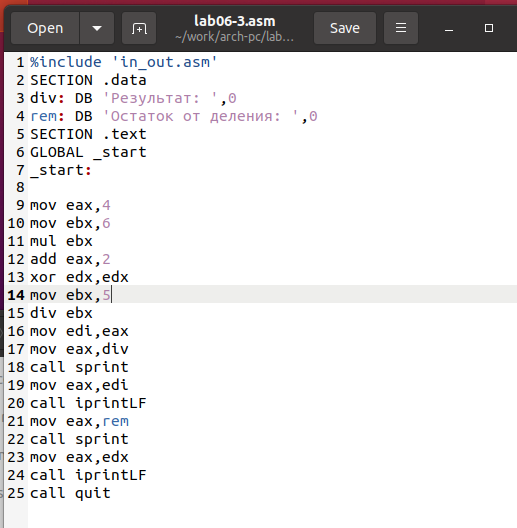 Open
lab06-3.asm
~/work/arch-pc/lab...
Save
1 %include 'in_out.asm'
2 SECTION .data
3 div: DB 'Результат: ',0
4 rem: DB 'Остаток от деления: ',0
5 SECTION .text
6 GLOBAL _start
7 _start:
8
9 mov eax,4
10 mov ebx,6
11 mul ebx
12 add eax,2
13 xor edx,edx
14 mov ebx,5
15 div ebx
16 mov edi,eax
17 mov eax,div
18 call sprint
19 mov eax,edi
20 call iprintLF
21 mov eax,rem
22 call sprint
23 mov eax,edx
24 call iprintLF
25 call quit